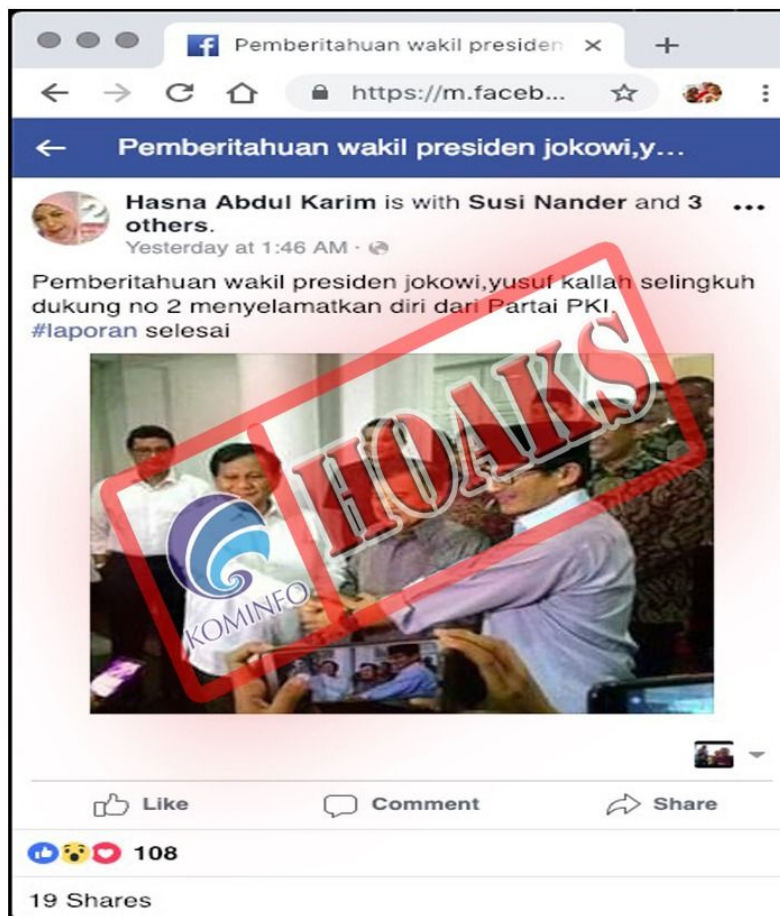 Pemberitahuan wakil presiden
https://m.faceb...
Pemberitahuan wakil presiden jokowi,y...
Hasna Abdul Karim is with Susi Nander and 3
others.
Yesterday at 1:46 AM ·
Pemberitahuan wakil presiden jokowi,yusuf kallah selingkuh
dukung no 2 menyelamatkan diri dari Partai PKI.
#laporan selesai
HOAKS
KOMINFO
Like
Comment
Share
108
19 Shares